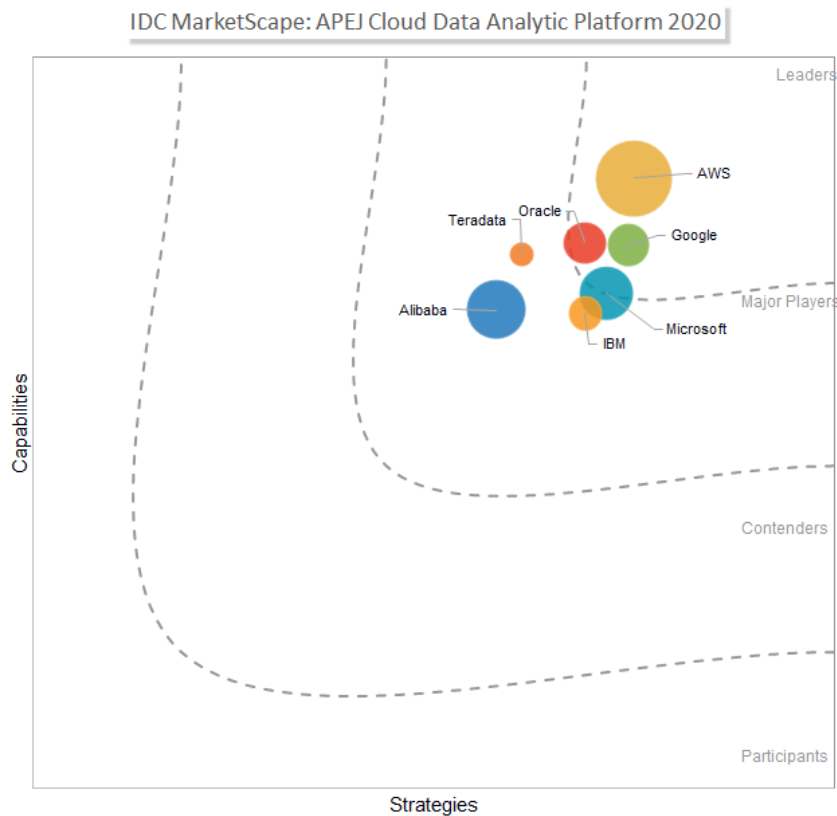 IDC MarketScape: APEJ Cloud Data Analytic Platform 2020
Leaders
AWS
Oracle
Teradata
Google
Major Players
Alibaba
Microsoft
IBM
Capabilities
Contenders
Participants
Strategies